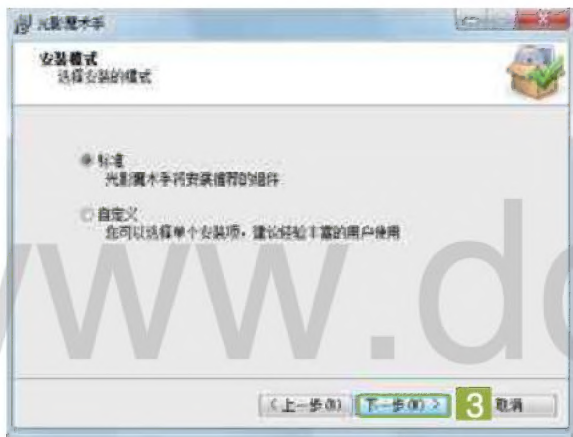 光影魔术手
安装模式
选择安装的模式
标准
光影魔术手将安装推荐的组件
自定义
您可以选择单个安装项，建议经验丰富的用户使用
www.do
<上一步(B) 下一步(N) > 3 取消